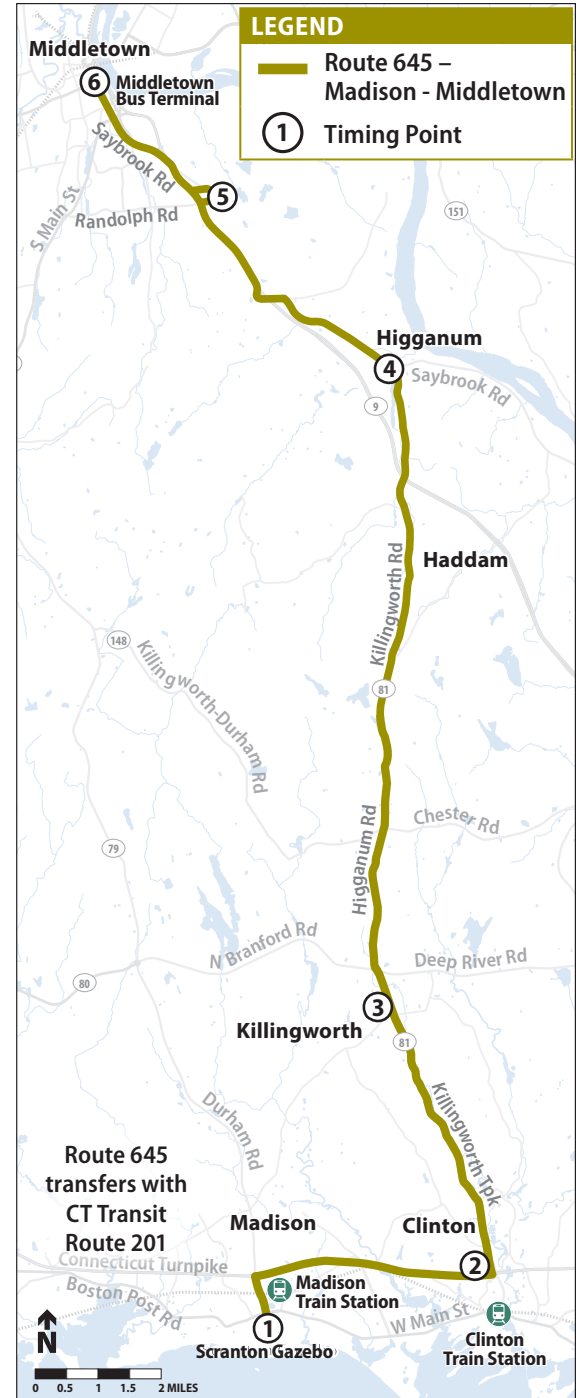 LEGEND
Route 645 –
Madison - Middletown
1 Timing Point
Middletown
6
Middletown
Bus Terminal
Saybrook Rd
5
Randolph Rd
S Main St
151
Higganum
4
Saybrook Rd
9
Haddam
Killingworth Rd
148
Killingworth-Durham Rd
81
Chester Rd
79
Higganum Rd
N Branford Rd
Deep River Rd
80
3
Killingworth
81
Killingworth Tpk
Durham Rd
Route 645
transfers with
CT Transit
Route 201
Madison
Clinton
2
Connecticut Turnpike
Madison
Train Station
Boston Post Rd
1
Scranton Gazebo
W Main St
Clinton
Train Station
N
0 0.5 1 1.5 2 MILES